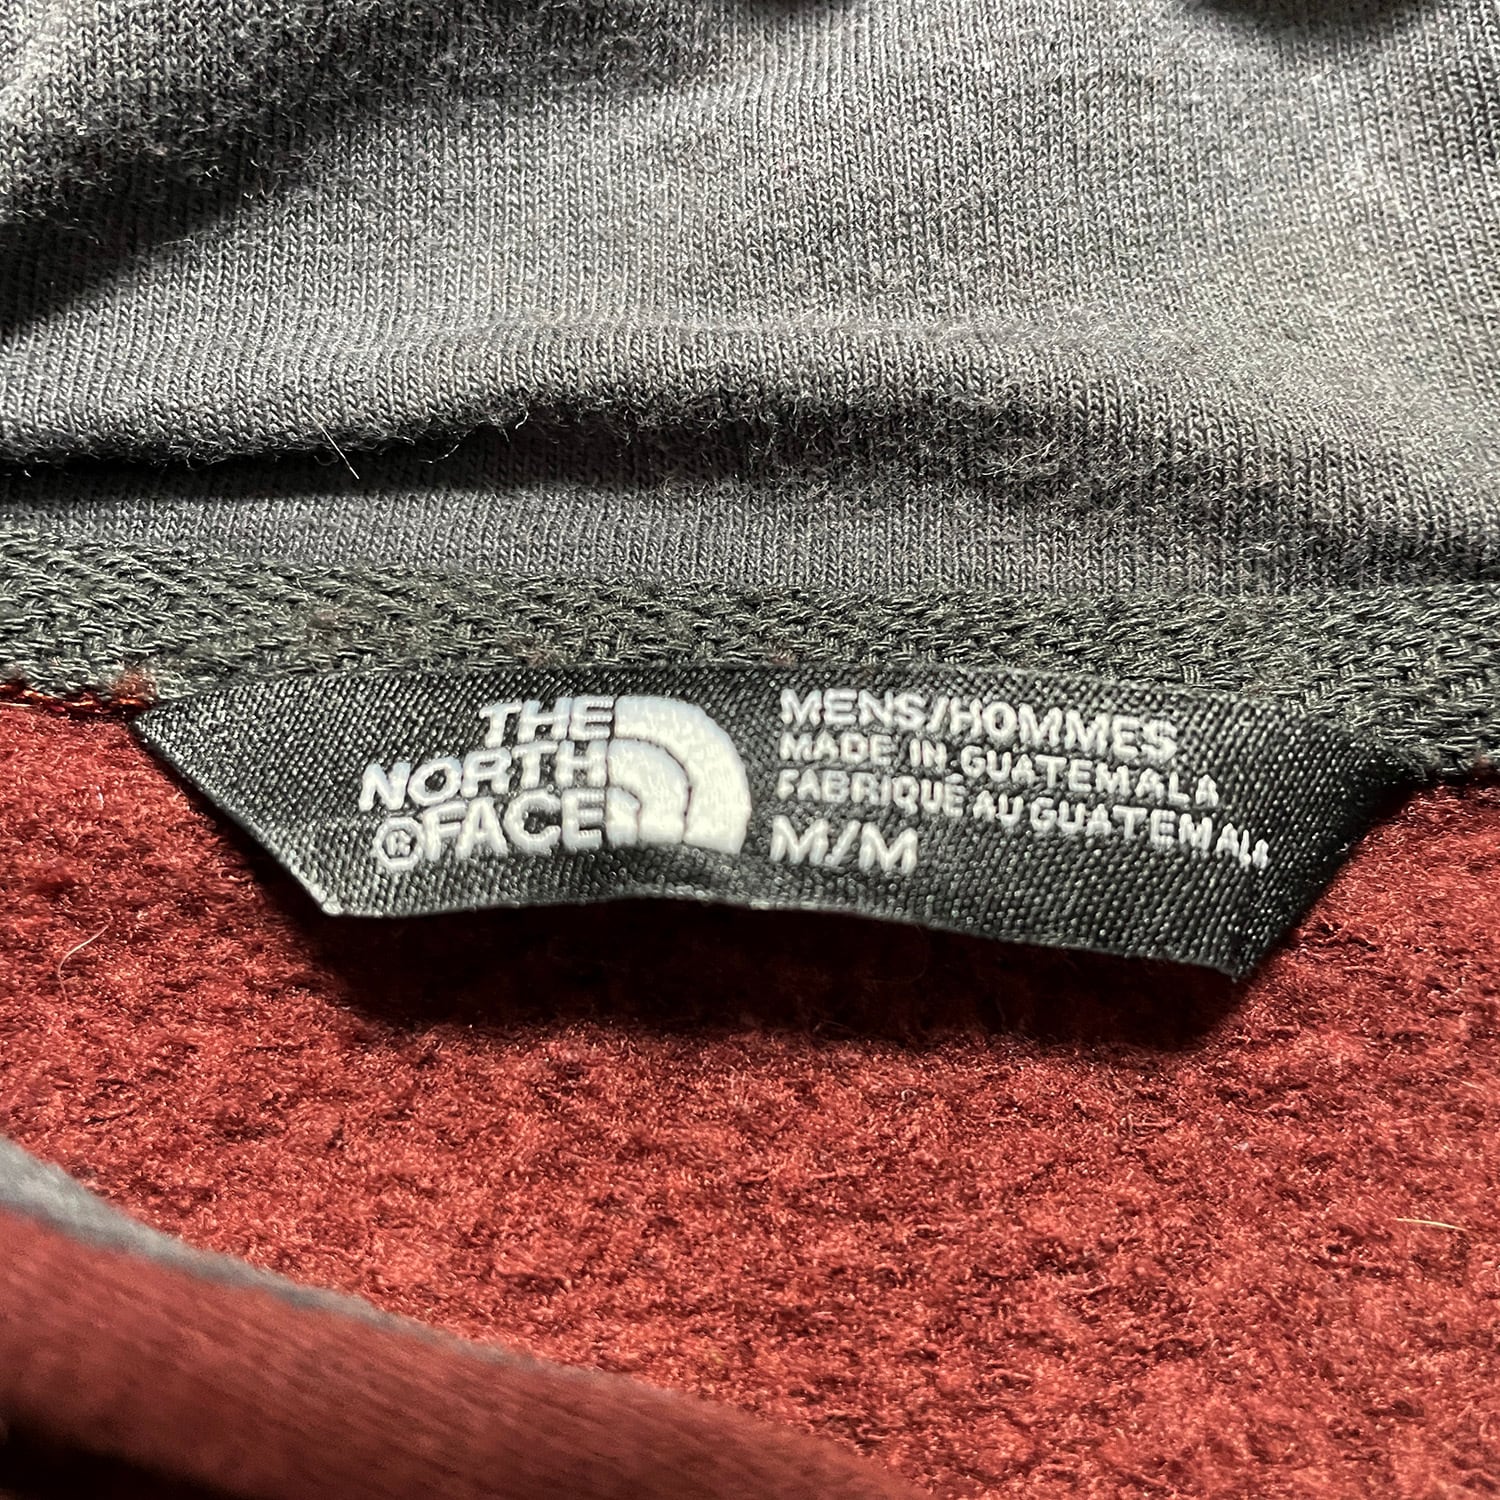 THE
NORTH
®FACE
MENS/HOMMES
MADE IN GUATEMALA
FABRIQUÉ AU GUATEMALA
M/M